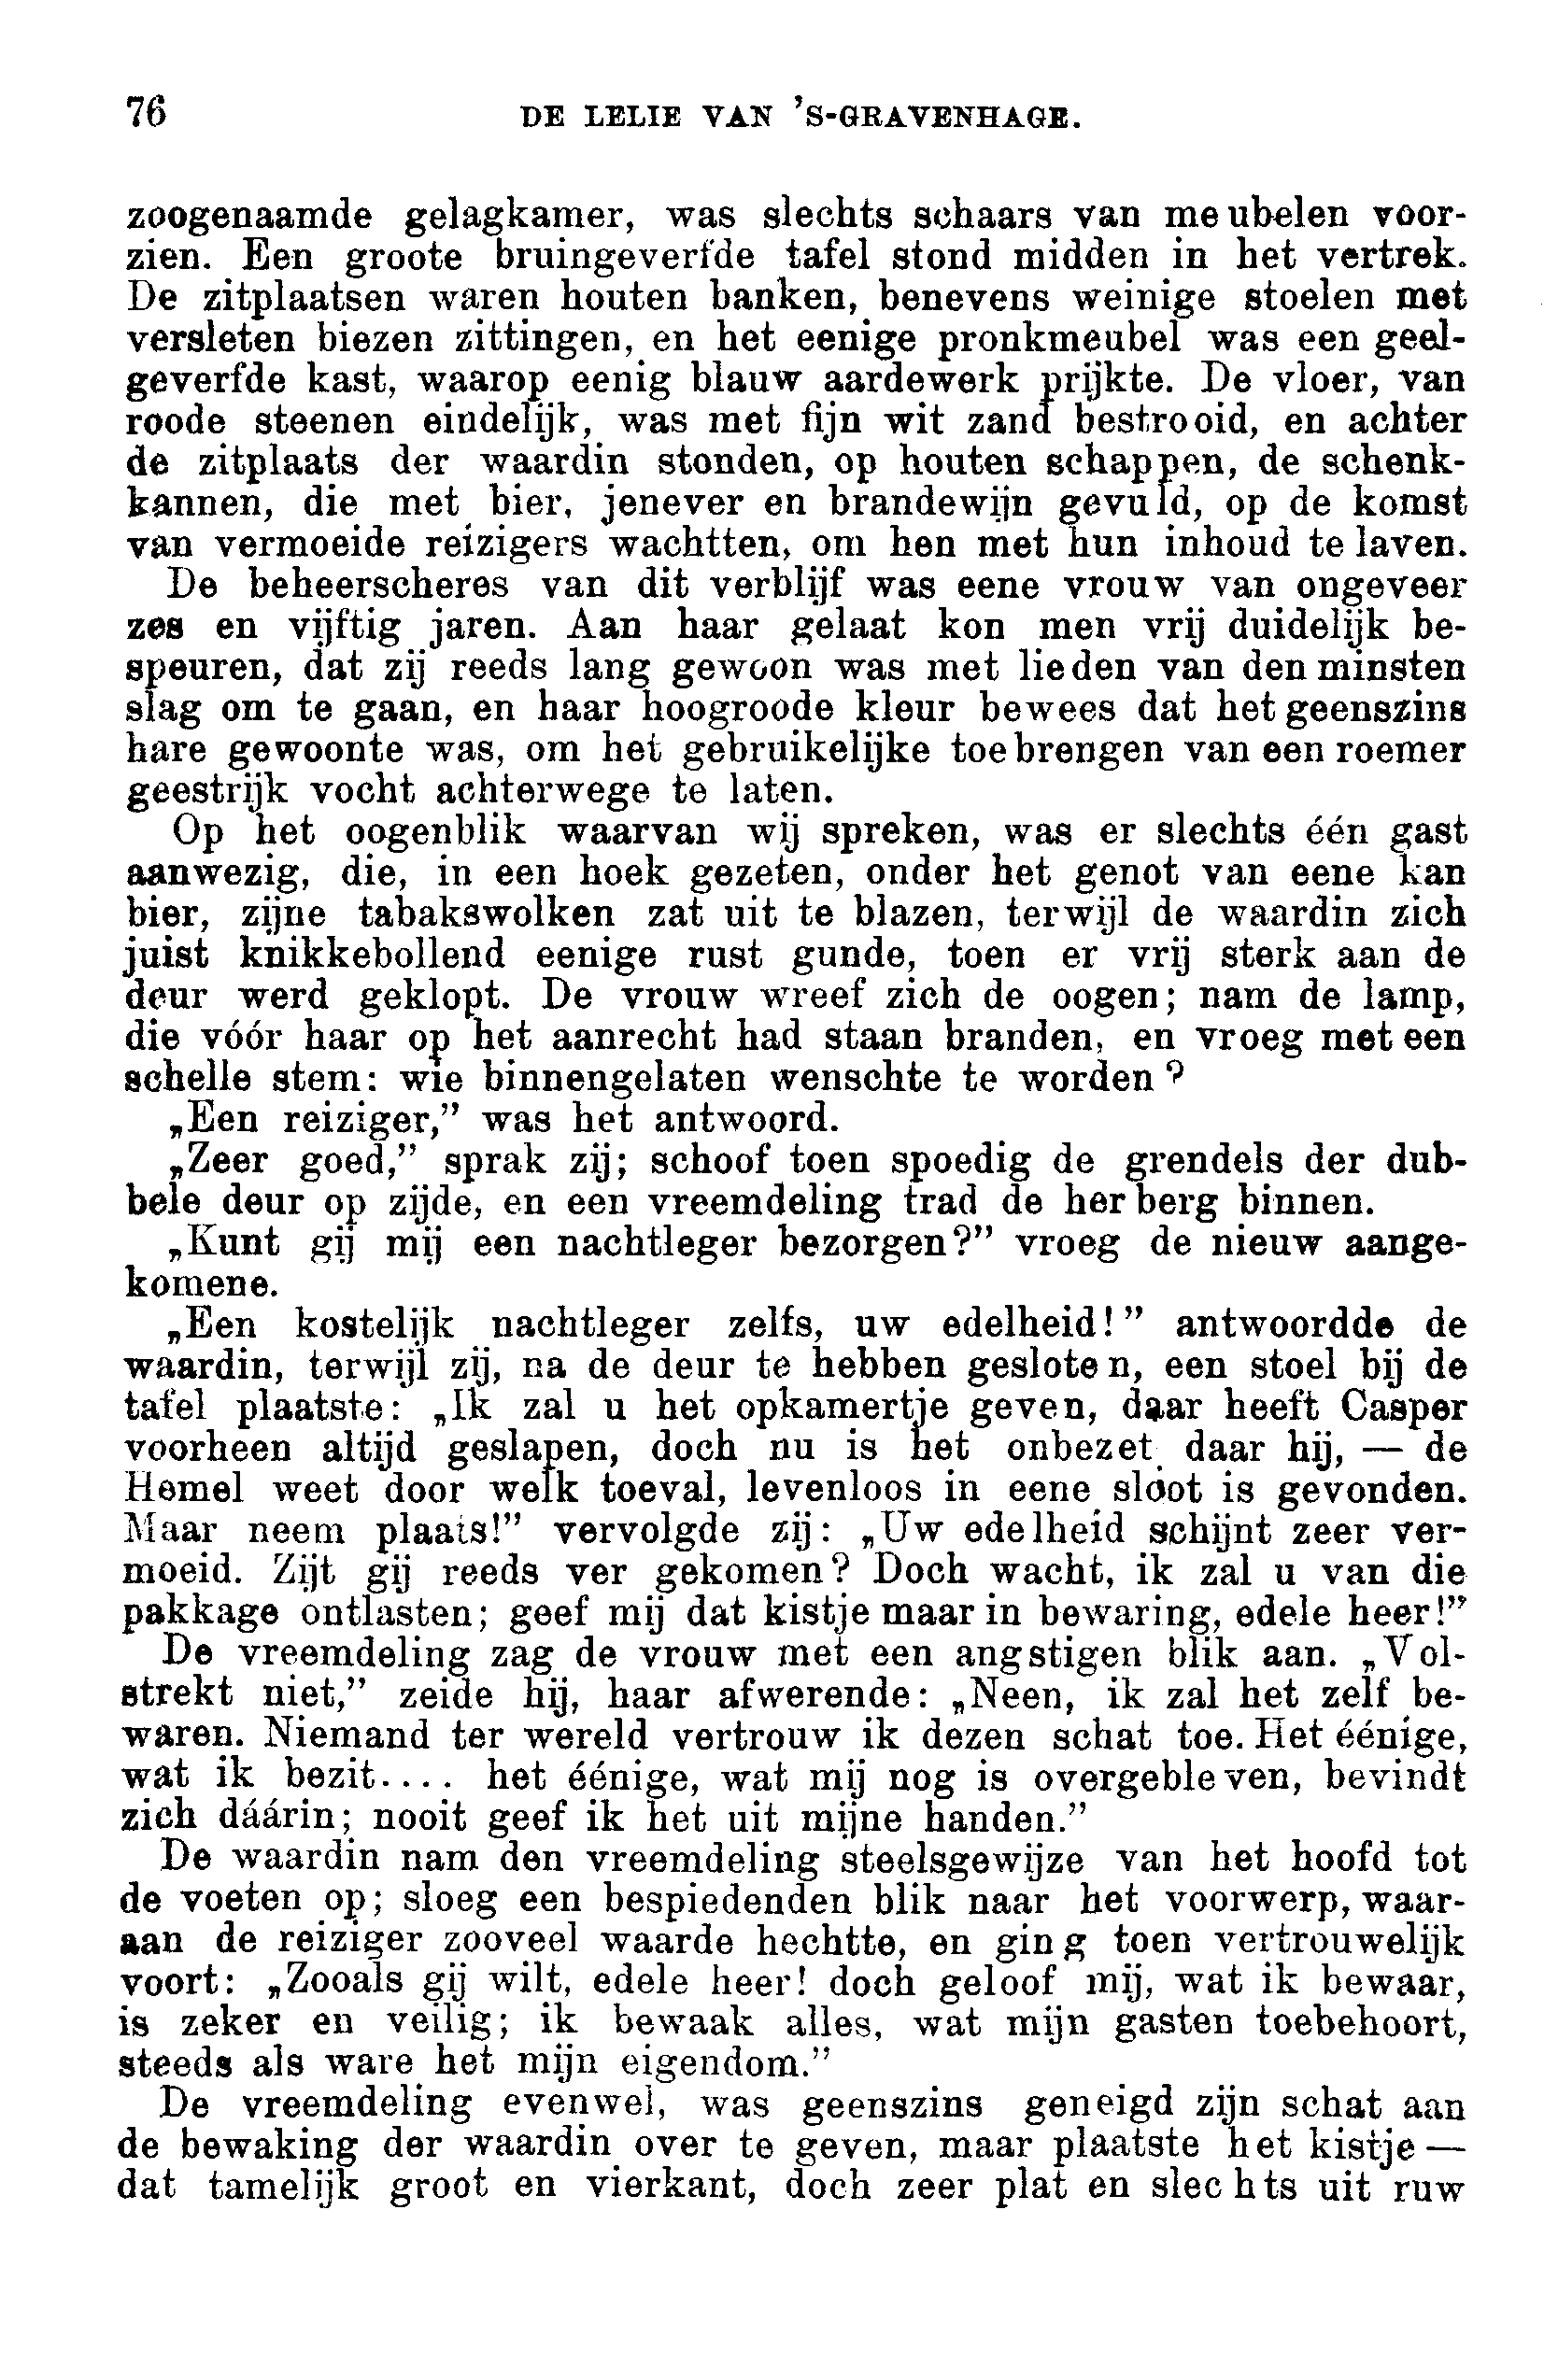 76 DE LELIE VAN 'S-GRAVENHAGE.
zoogenaamde gelagkamer, was slechts schaars van meubelen voor-
zien. Een groote bruingeverfde tafel stond midden in het vertrek.
De zitplaatsen waren houten banken, benevens weinige stoelen met
versleten biezen zittingen, en het eenige pronkmeubel was een geel-
geverfde kast, waarop eenig blauw aardewerk prijkte. De vloer, van
roode steenen eindelijk, was met fijn wit zand bestrooid, en achter
de zitplaats der waardin stonden, op houten schappen, de schenk-
kannen, die met bier, jenever en brandewijn gevuld, op de komst
van vermoeide reizigers wachtten, om hen met hun inhoud te laven.
De beheerscheres van dit verblijf was eene vrouw van ongeveer
zes en vijftig jaren. Aan haar gelaat kon men vrij duidelijk be-
speuren, dat zij reeds lang gewoon was met lieden van den minsten
slag om te gaan, en haar hoogroode kleur bewees dat het geenszins
hare gewoonte was, om het gebruikelijke toebrengen van een roemer
geestrijk vocht achterwege te laten.
Op het oogenblik waarvan wij spreken, was er slechts één gast
aanwezig, die, in een hoek gezeten, onder het genot van eene kan
bier, zijne tabakswolken zat uit te blazen, terwijl de waardin zich
juist knikkebollend eenige rust gunde, toen er vrij sterk aan de
deur werd geklopt. De vrouw wreef zich de oogen; nam de lamp,
die vóór haar op het aanrecht had staan branden, en vroeg met een
schelle stem: wie binnengelaten wenschte te worden?
„Een reiziger,” was het antwoord.
„Zeer goed,” sprak zij; schoof toen spoedig de grendels der dub-
bele deur op zijde, en een vreemdeling trad de herberg binnen.
„Kunt gij mij een nachtleger bezorgen?” vroeg de nieuw aange-
komene.
„Een kostelijk nachtleger zelfs, uw edelheid!” antwoordde de
waardin, terwijl zij, na de deur te hebben gesloten, een stoel bij de
tafel plaatste: „Ik zal u het opkamertje geven, daar heeft Casper
voorheen altijd geslapen, doch nu is het onbezet. daar hij, — de
Hemel weet door welk toeval, levenloos in eene sloot is gevonden.
Maar neem plaats!” vervolgde zij: „Uw edelheid schijnt zeer ver-
moeid. Zijt gij reeds ver gekomen? Doch wacht, ik zal u van die
pakkage ontlasten; geef mij dat kistje maar in bewaring, edele heer!”
De vreemdeling zag de vrouw met een angstigen blik aan. „Vol-
strekt niet,” zeide hij, haar afwerende: „Neen, ik zal het zelf be-
waren. Niemand ter wereld vertrouw ik dezen schat toe. Het éénige,
wat ik bezit.... het éénige, wat mij nog is overgebleven, bevindt
zich dáárin; nooit geef ik het uit mijne handen.”
De waardin nam den vreemdeling steelsgewijze van het hoofd tot
de voeten op; sloeg een bespiedenden blik naar het voorwerp, waar-
aan de reiziger zooveel waarde hechtte, en ging toen vertrouwelijk
voort: „Zooals gij wilt, edele heer! doch geloof mij, wat ik bewaar,
is zeker en veilig; ik bewaak alles, wat mijn gasten toebehoort,
steeds als ware het mijn eigendom.”
De vreemdeling evenwel, was geenszins geneigd zijn schat aan
de bewaking der waardin over te geven, maar plaatste het kistje —
dat tamelijk groot en vierkant, doch zeer plat en slechts uit ruw